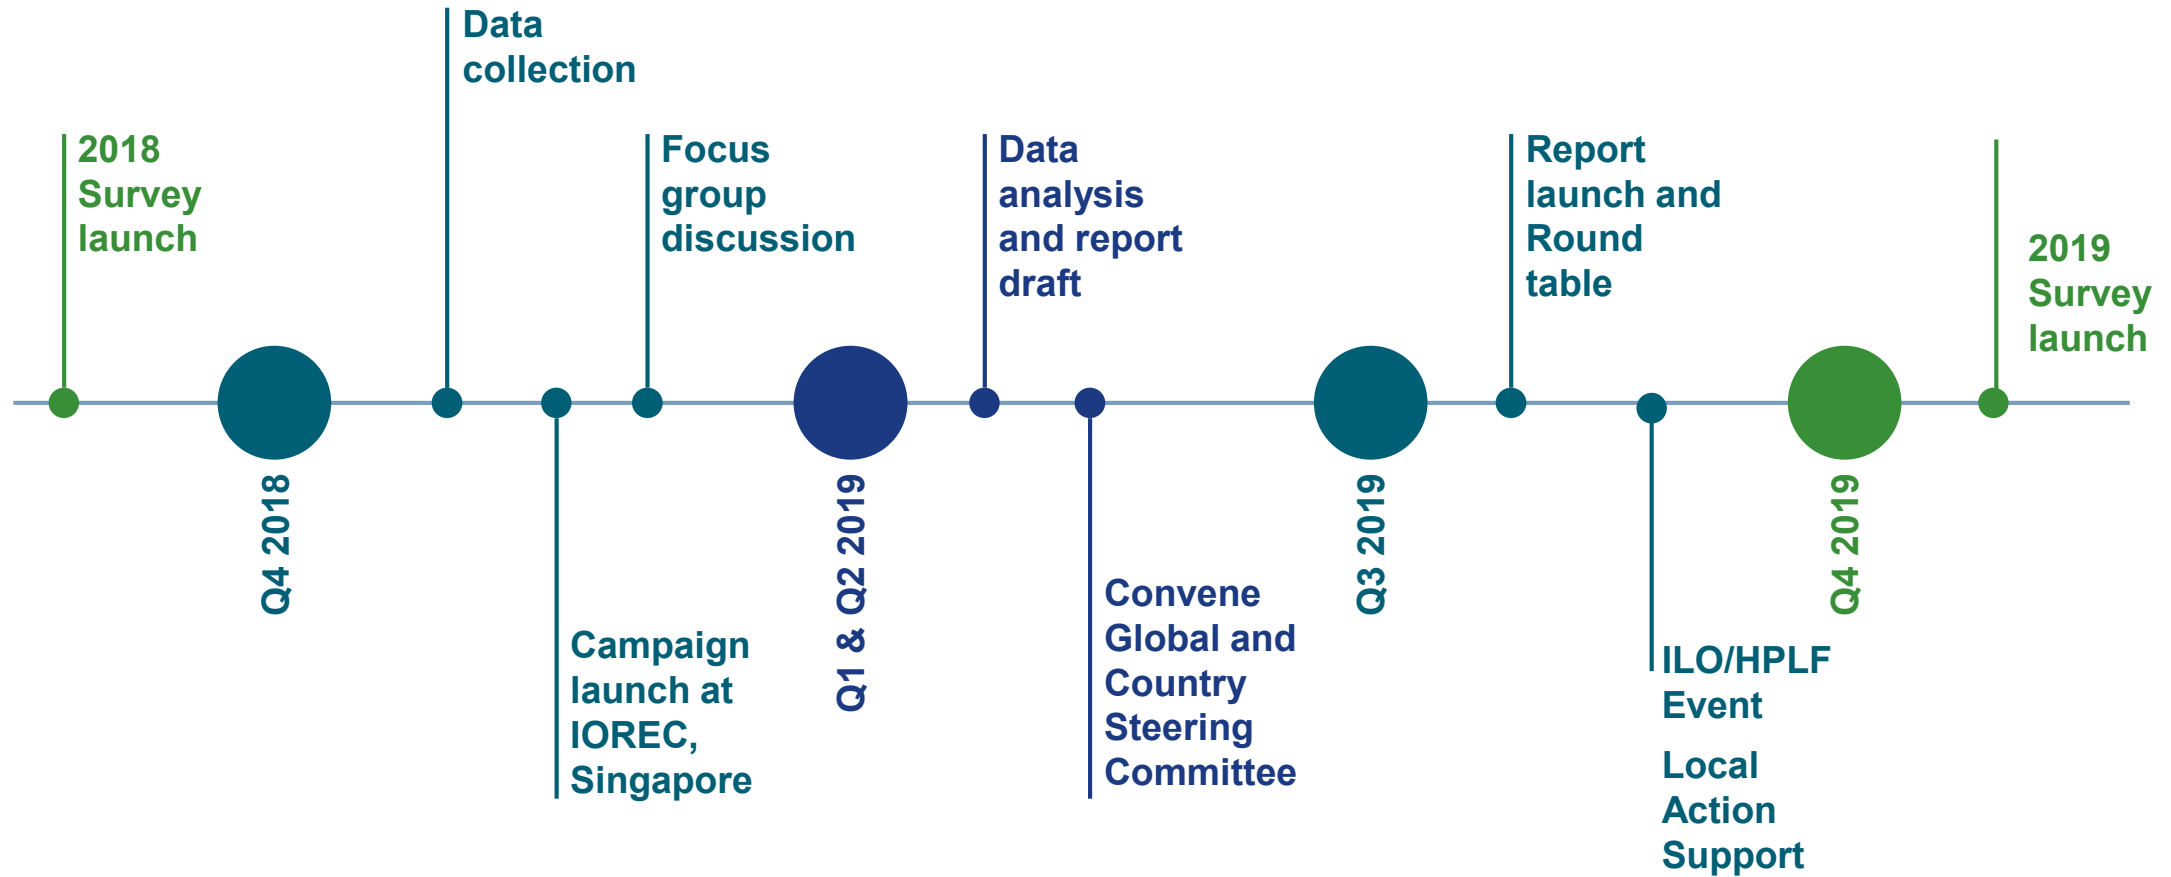 2018
Survey
launch
Q4 2018
Data
collection
Campaign
launch at
IOREC,
Singapore
Focus
group
discussion
Q1 & Q2 2019
Data
analysis
and report
draft
Convene
Global and
Country
Steering
Committee
Q3 2019
Report
launch and
Round
table
ILO/HPLF
Event
Local
Action
Support
Q4 2019
2019
Survey
launch